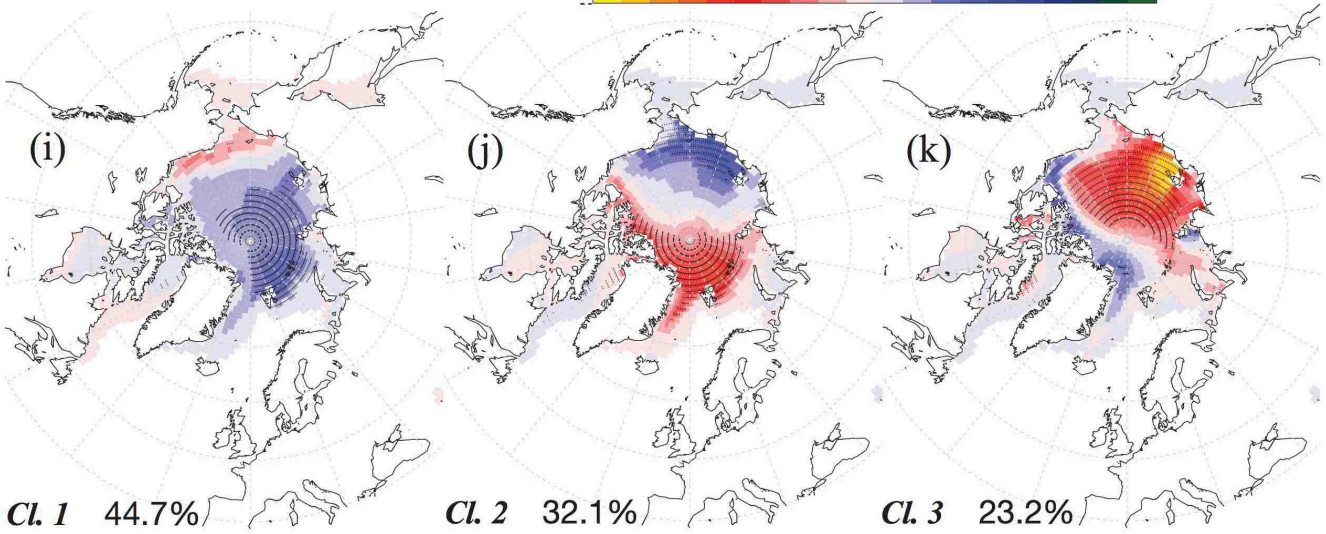 (i)
(j)
(k)
Cl. 1 44.7%
Cl. 2 32.1%
Cl. 3 23.2%